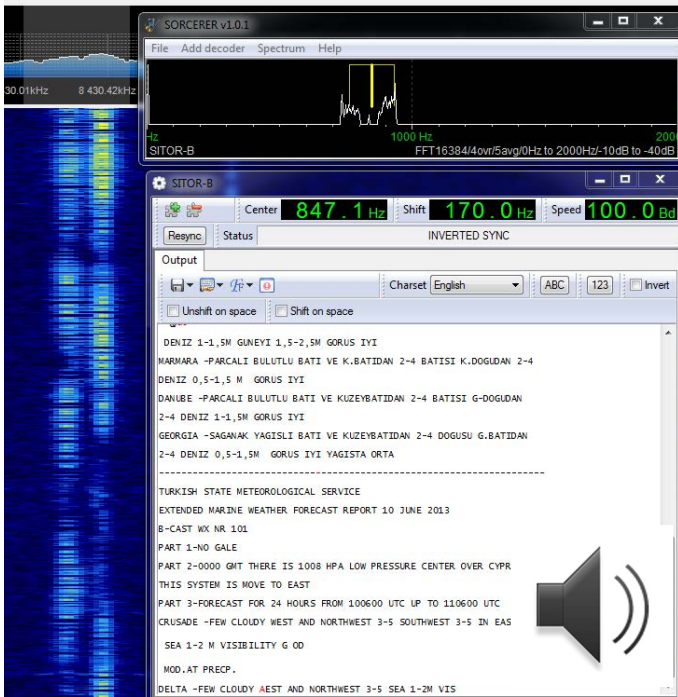 SORCERER v1.0.1
File Add decoder Spectrum Help
30.01kHz 8 430.42kHz
Hz 1000 Hz 2000
SITOR-B FFT16384/4ovr/5avg/0Hz to 2000Hz/-10dB to -40dB
SITOR-B
Center 847.1 Hz Shift 170.0 Hz Speed 100.0 Bd
Resync Status INVERTED SYNC
Output
Charset English ABC 123 Invert
Unshift on space Shift on space
DENIZ 1-1,5M GUNEYI 1,5-2,5M GORUS IYI
MARMARA -PARCALI BULUTLU BATI VE K.BATIDAN 2-4 BATISI K.DOGUDAN 2-4
DENIZ 0,5-1,5 M GORUS IYI
DANUBE -PARCALI BULUTLU BATI VE KUZEYBATIDAN 2-4 BATISI G-DOGUDAN
2-4 DENIZ 1-1,5M GORUS IYI
GEORGIA -SAGANAK YAGISLI BATI VE KUZEYBATIDAN 2-4 DOGUSU G.BATIDAN
2-4 DENIZ 0,5-1,5M GORUS IYI YAGISTA ORTA
----------------------------------------------------------------
TURKISH STATE METEOROLOGICAL SERVICE
EXTENDED MARINE WEATHER FORECAST REPORT 10 JUNE 2013
B-CAST WX NR 101
PART 1-NO GALE
PART 2-0000 GMT THERE IS 1008 HPA LOW PRESSURE CENTER OVER CYPR
THIS SYSTEM IS MOVE TO EAST
PART 3-FORECAST FOR 24 HOURS FROM 100600 UTC UP TO 110600 UTC
CRUSADE -FEW CLOUDY WEST AND NORTHWEST 3-5 SOUTHWEST 3-5 IN EAS
SEA 1-2 M VISIBILITY G OD
MOD.AT PRECP.
DELTA -FEW CLOUDY AEST AND NORTHWEST 3-5 SEA 1-2M VIS